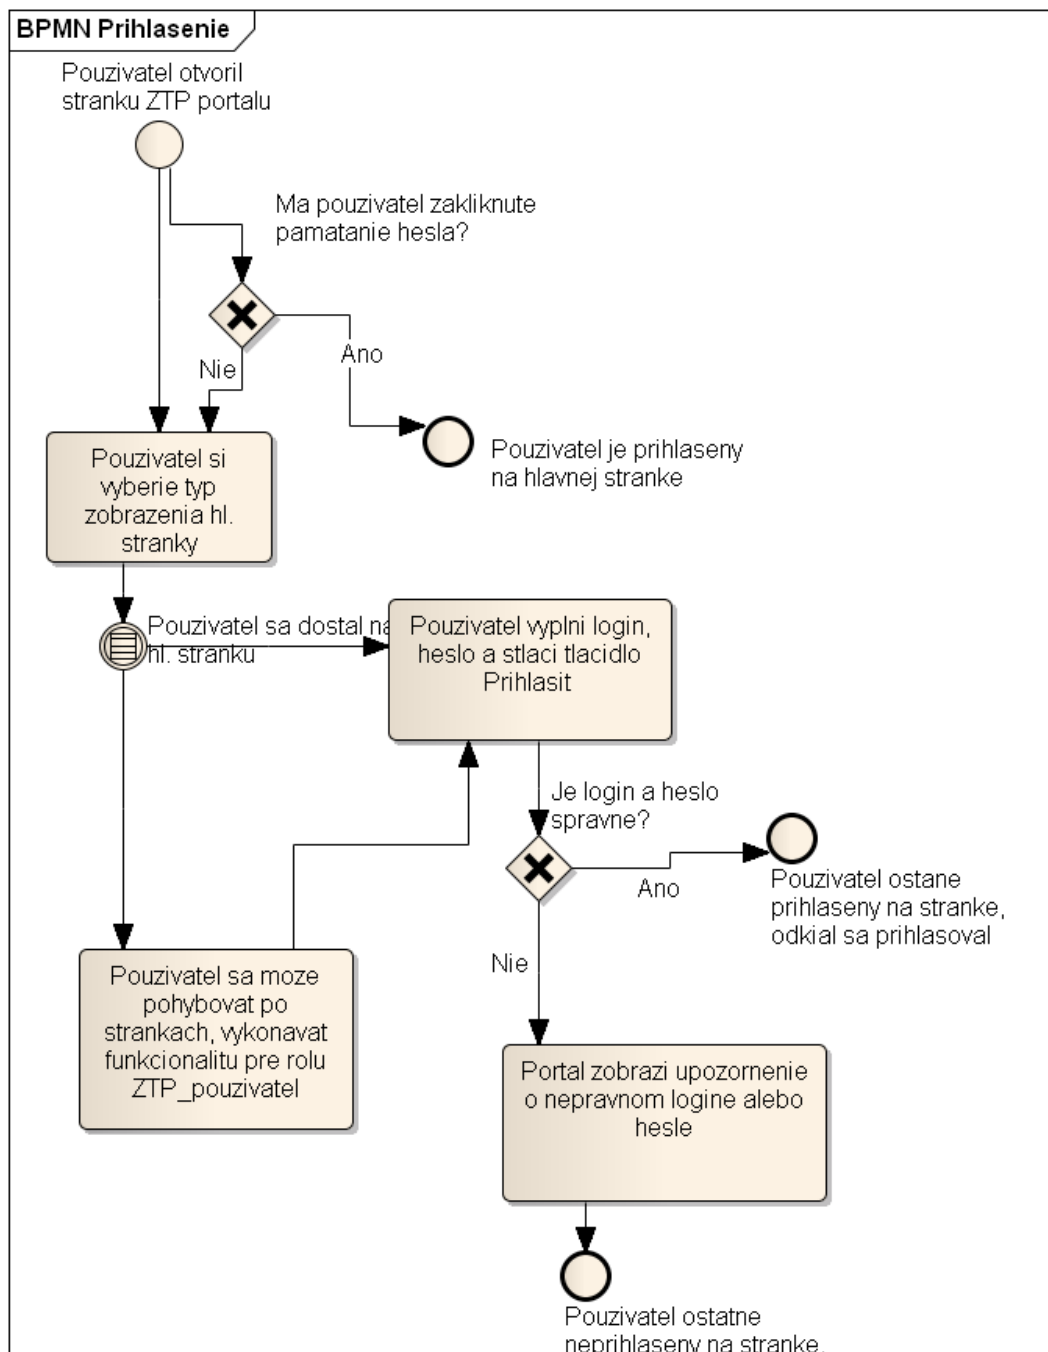 BPMN Prihlasenie
Pouzivatel otvoril
stranku ZTP portalu
Ma pouzivatel zakliknute
pamatanie hesla?
Ano
Nie
Pouzivatel je prihlaseny
na hlavnej stranke
Pouzivatel si
vyberie typ
zobrazenia hl.
stranky
Pouzivatel sa dostal na
hl. stranku
Pouzivatel vyplni login,
heslo a stlaci tlacidlo
Prihlasit
Je login a heslo
spravne?
Ano
Pouzivatel ostane
prihlaseny na stranke,
odkial sa prihlasoval
Nie
Pouzivatel sa moze
pohybovat po
strankach, vykonavat
funkcionalitu pre rolu
ZTP_pouzivatel
Portal zobrazi upozornenie
o nepravnom logine alebo
hesle
Pouzivatel ostatne
neprihlaseny na stranke,